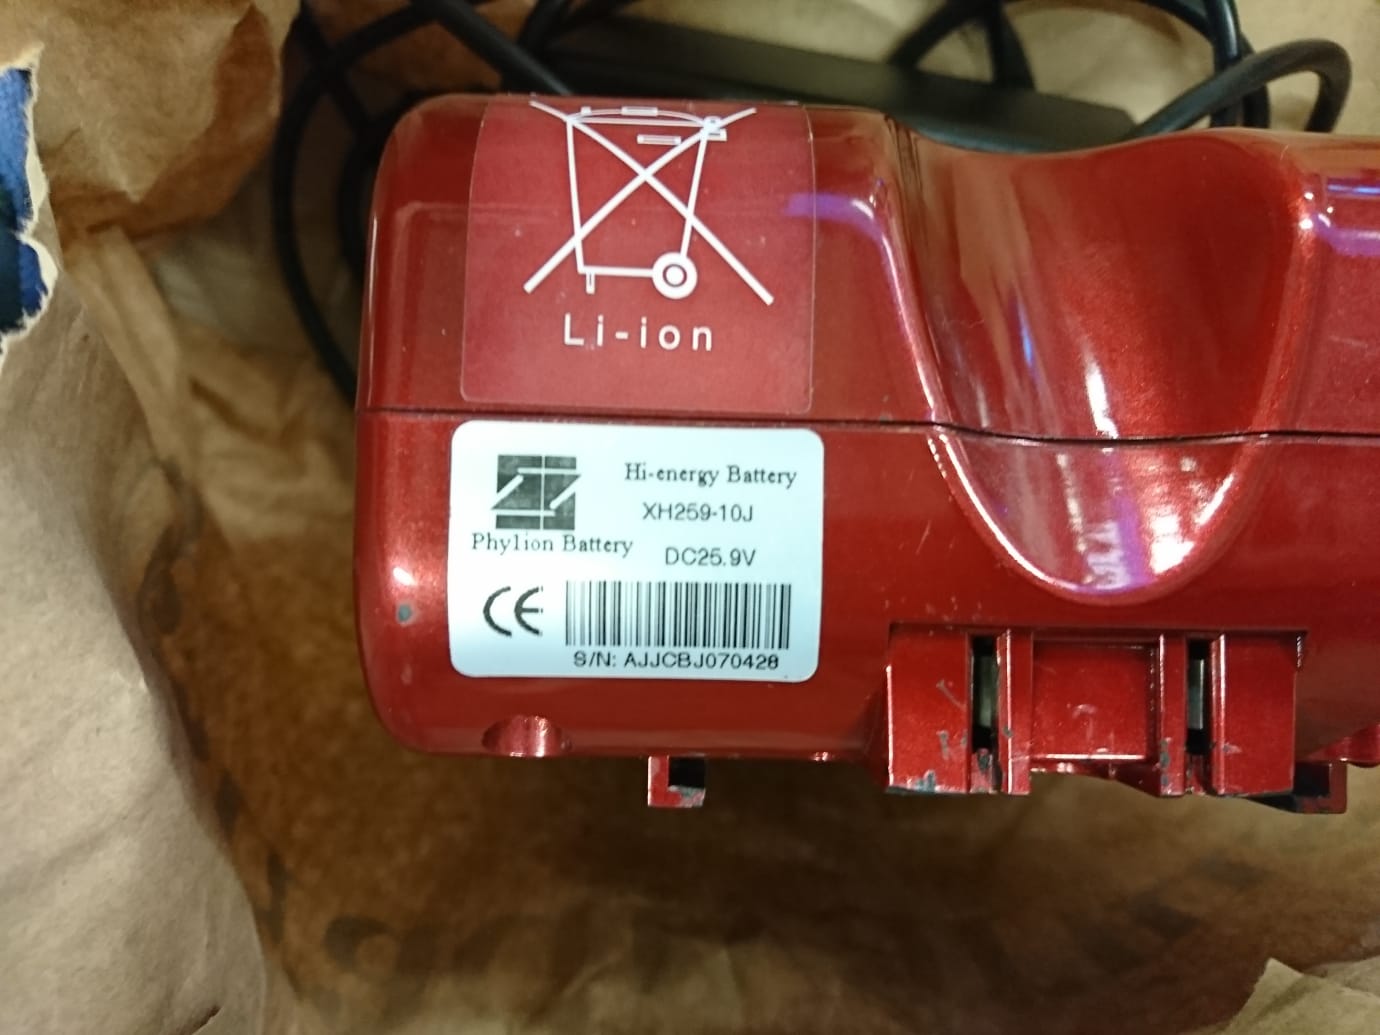 Li-ion
Hi-energy Battery
XH259-10J
Phylion Battery
DC25.9V
CE
S/N: AJJCBJ070428